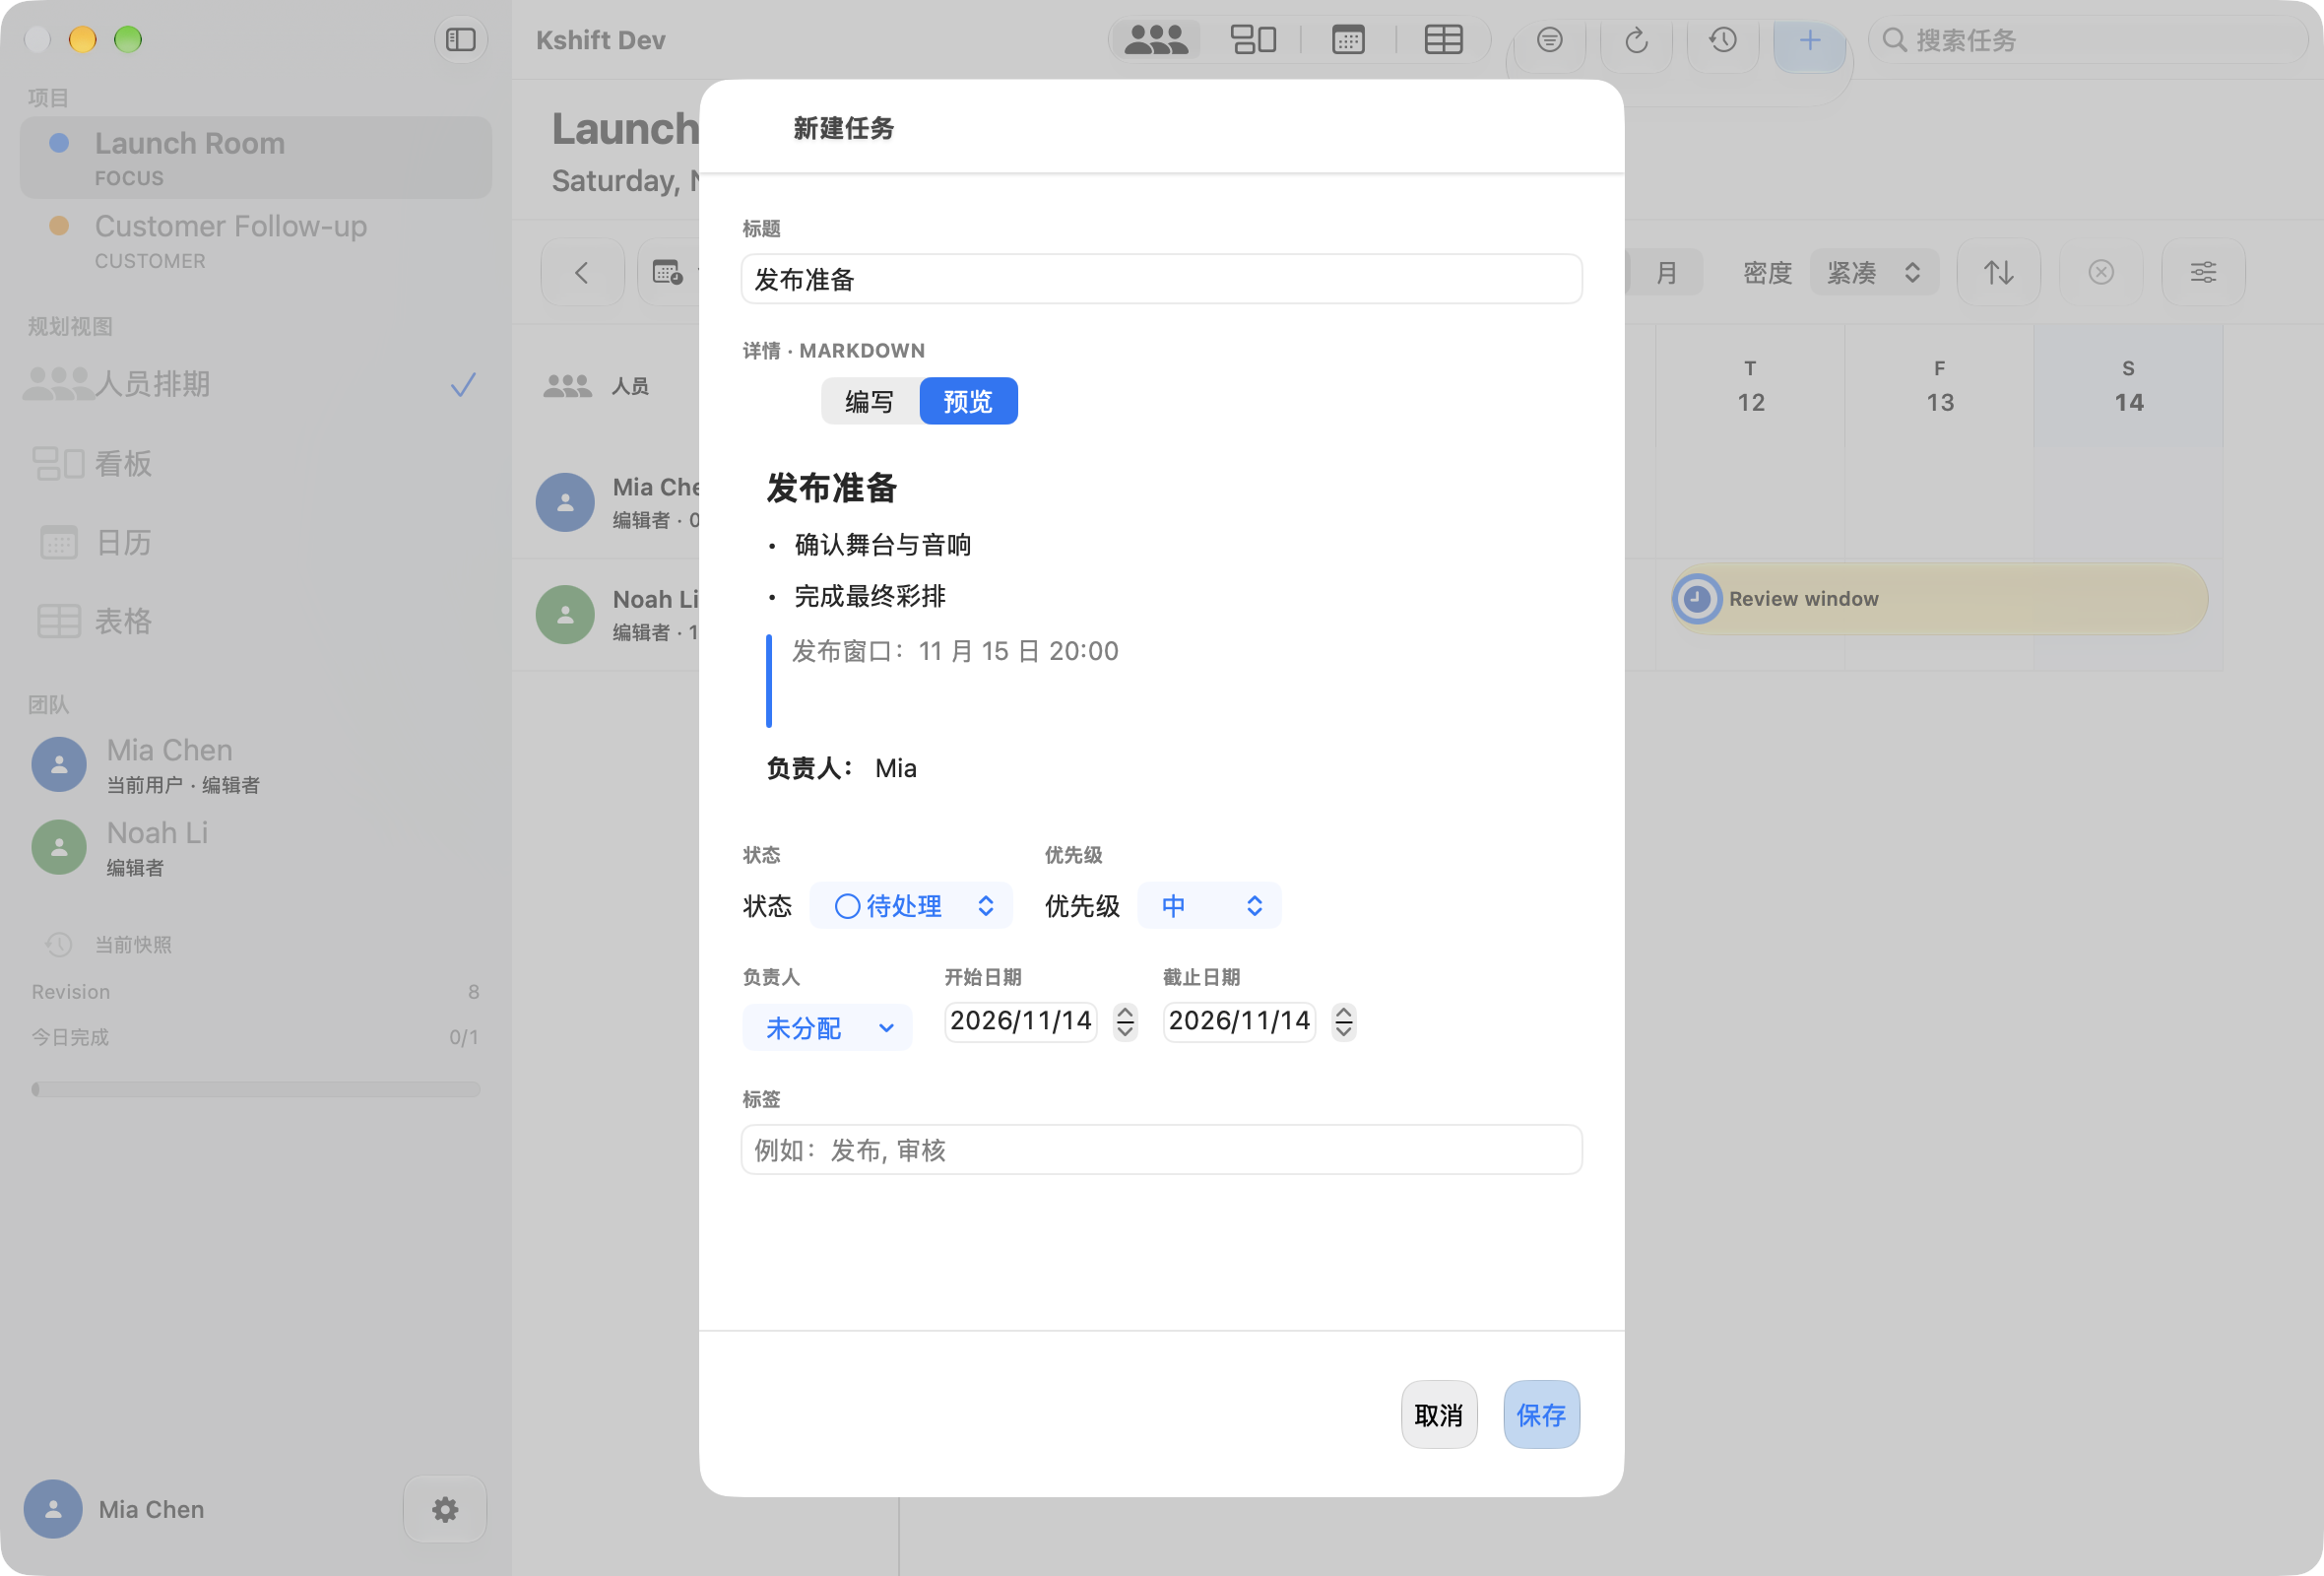 Kshift Dev
搜索任务
项目
Launch Room
FOCUS
Customer Follow-up
CUSTOMER
规划视图
人员排期
看板
日历
表格
团队
Mia Chen
当前用户 · 编辑者
Noah Li
编辑者
当前快照
Revision 8
今日完成 0/1
Mia Chen
Launch
Saturday,
月
密度
紧凑
人员
T
12
F
13
S
14
Mia Che
编辑者 · 0
Noah Li
编辑者 · 1
Review window
新建任务
标题
发布准备
详情 · MARKDOWN
编写
预览
发布准备
• 确认舞台与音响
• 完成最终彩排
发布窗口：11 月 15 日 20:00
负责人： Mia
状态 优先级
状态 待处理 优先级 中
负责人 开始日期 截止日期
未分配 2026/11/14 2026/11/14
标签
例如：发布, 审核
取消
保存